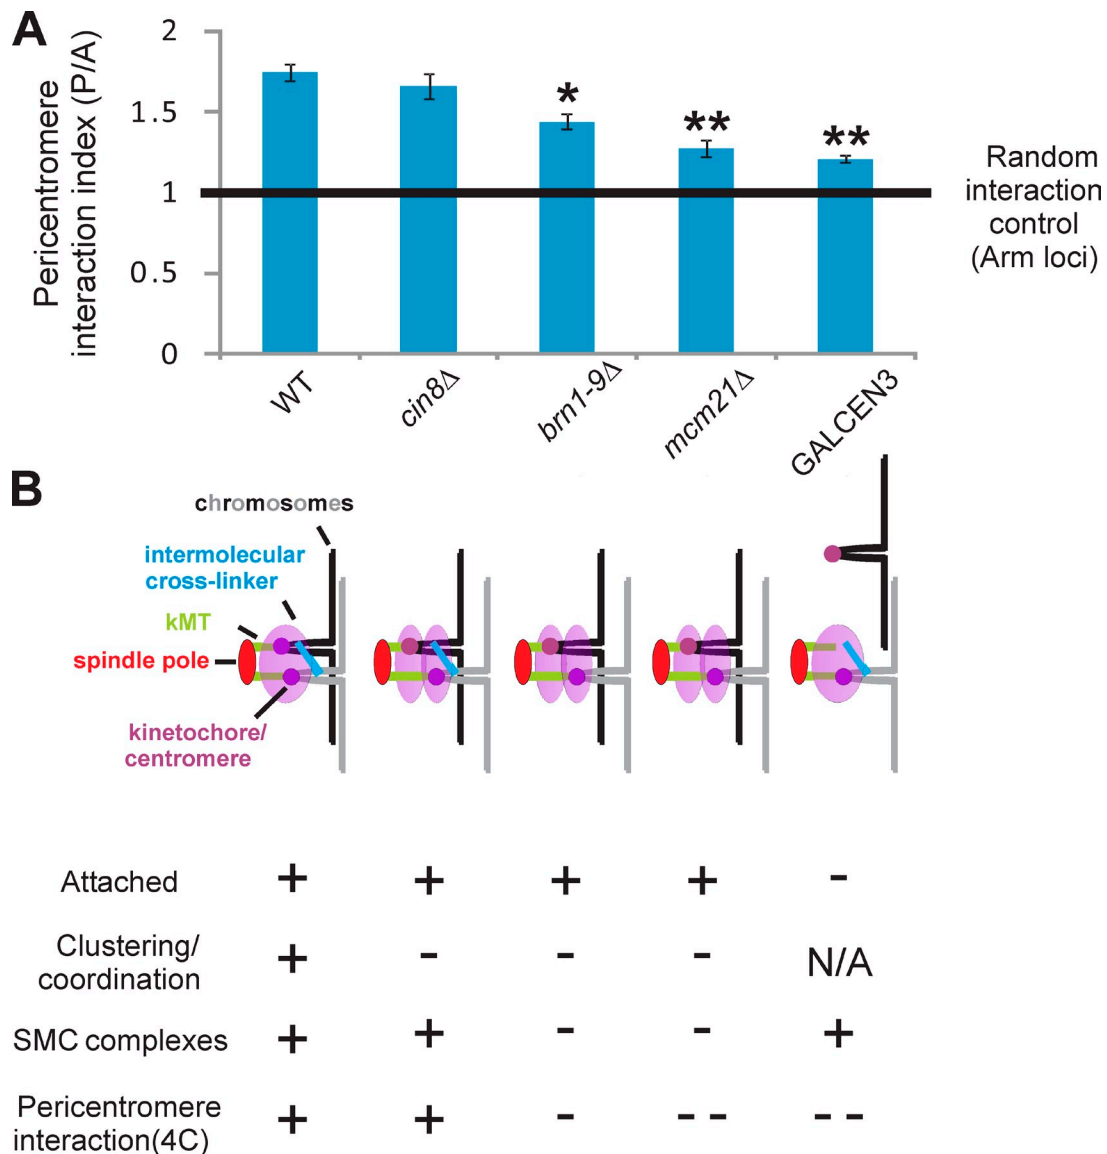 A
Pericentromere
interaction index (P/A)
2
1.5
1
0.5
0
*
**
**
Random
interaction
control
(Arm loci)
WT
cin8Δ
brn1-9Δ
mcm21Δ
GALCEN3
B
chromosomes
intermolecular
cross-linker
kMT
spindle pole
kinetochore/
centromere
Attached + + + + -
Clustering/
coordination + - - - N/A
SMC complexes + + - - +
Pericentromere
interaction(4C) + + - - - - -